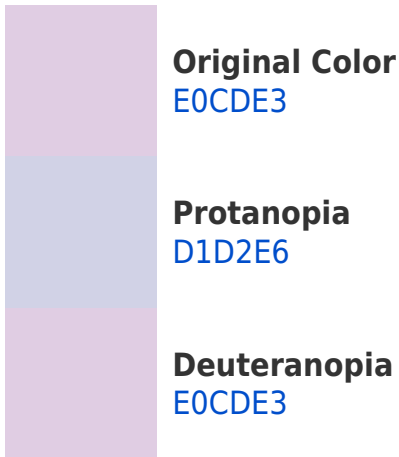 Original Color
E0CDE3
Protanopia
D1D2E6
Deuteranopia
E0CDE3